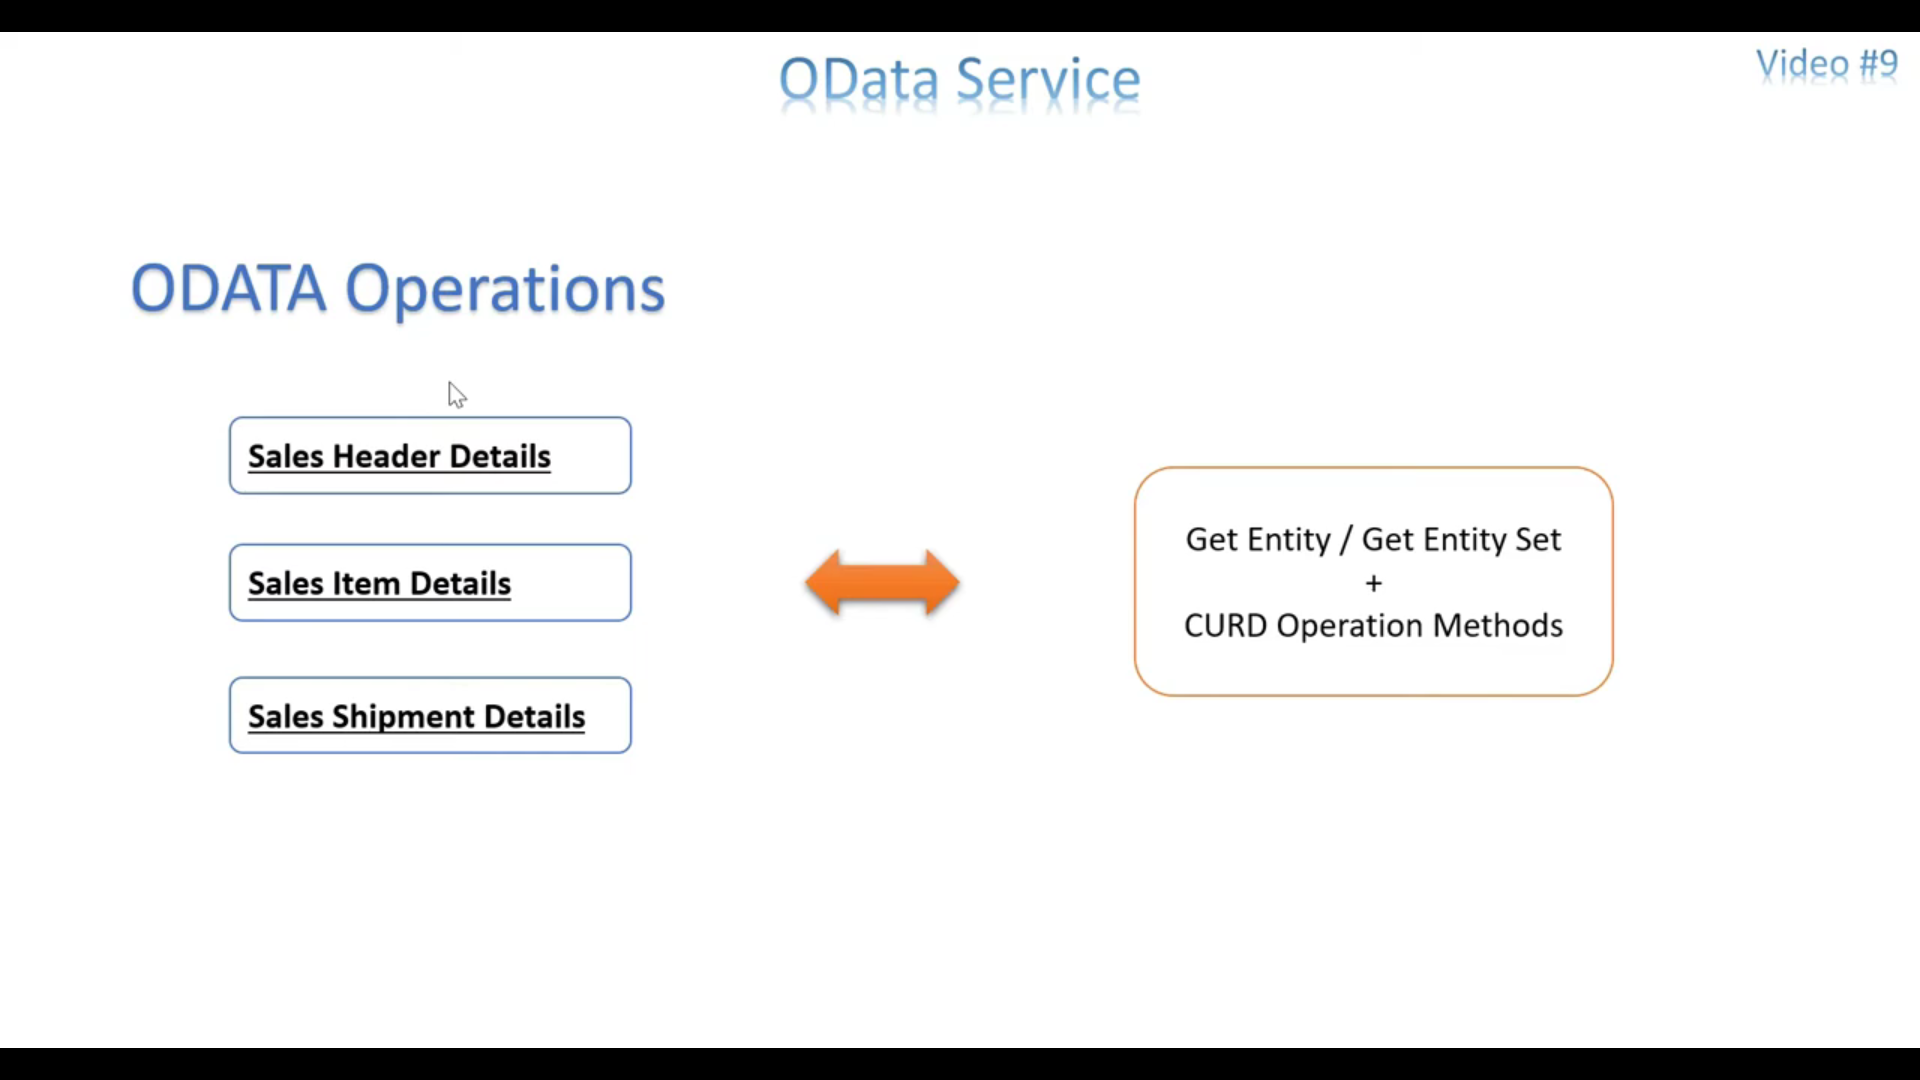 OData Service
Video #9
ODATA Operations
Sales Header Details
Sales Item Details
Sales Shipment Details
Get Entity / Get Entity Set
+
CURD Operation Methods